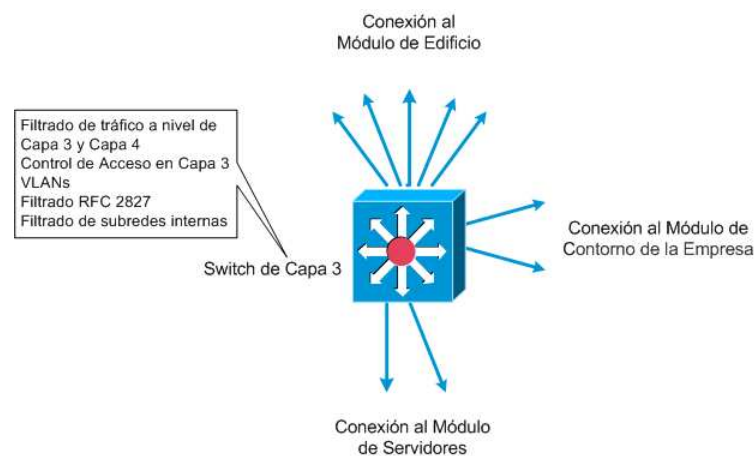 Conexión al
Módulo de Edificio
Filtrado de tráfico a nivel de
Capa 3 y Capa 4
Control de Acceso en Capa 3
VLANs
Filtrado RFC 2827
Filtrado de subredes internas
Conexión al Módulo de
Contorno de la Empresa
Switch de Capa 3
Conexión al Módulo
de Servidores